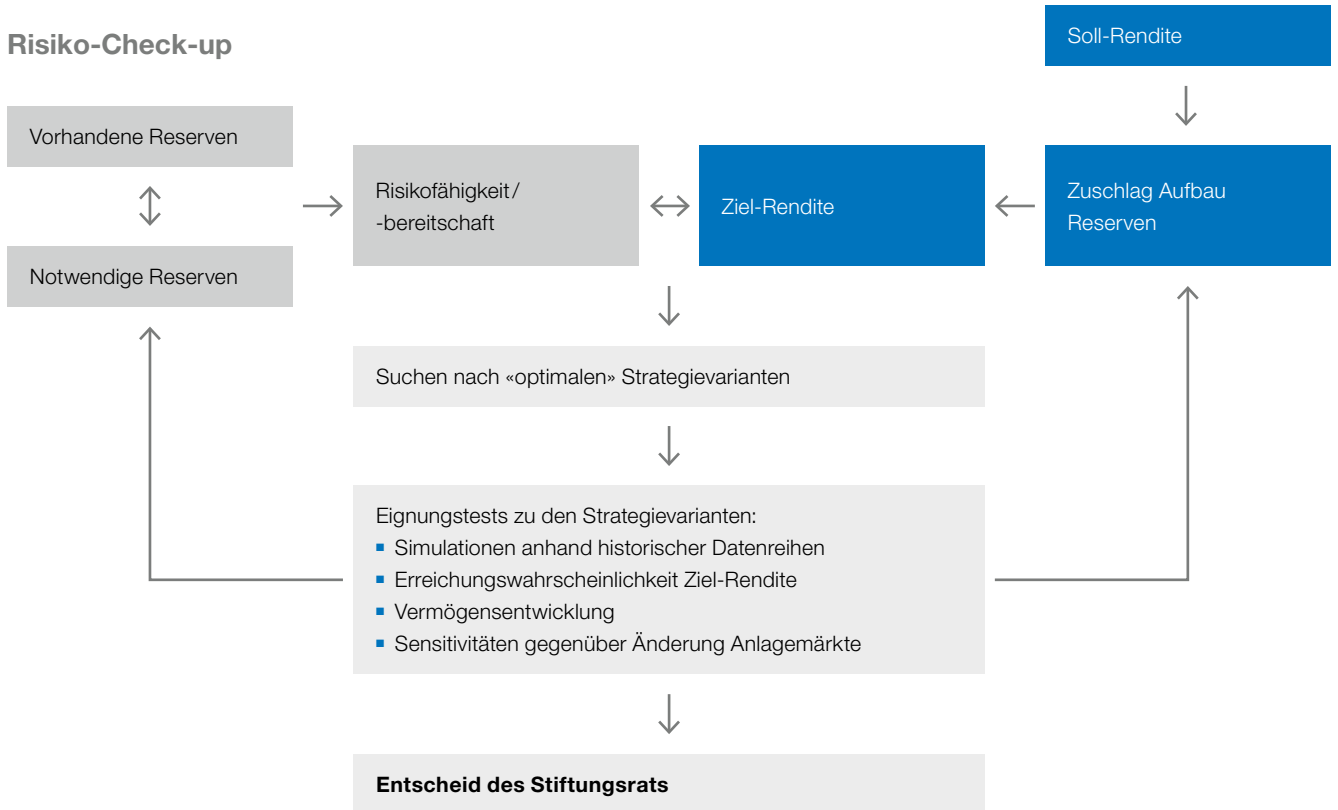 Risiko-Check-up
Soll-Rendite
Vorhandene Reserven
Notwendige Reserven
Risikofähigkeit /
-bereitschaft
Ziel-Rendite
Zuschlag Aufbau
Reserven
Suchen nach «optimalen» Strategievarianten
Eignungstests zu den Strategievarianten:
▪ Simulationen anhand historischer Datenreihen
▪ Erreichungswahrscheinlichkeit Ziel-Rendite
▪ Vermögensentwicklung
▪ Sensitivitäten gegenüber Änderung Anlagemärkte
Entscheid des Stiftungsrats